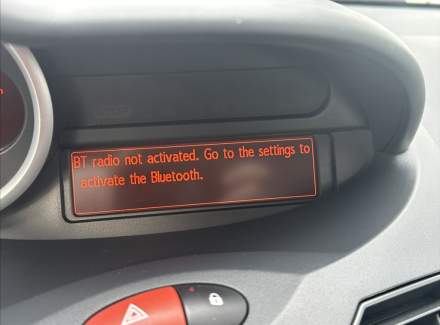 BT radio not activated. Go to the settings to
activate the Bluetooth.